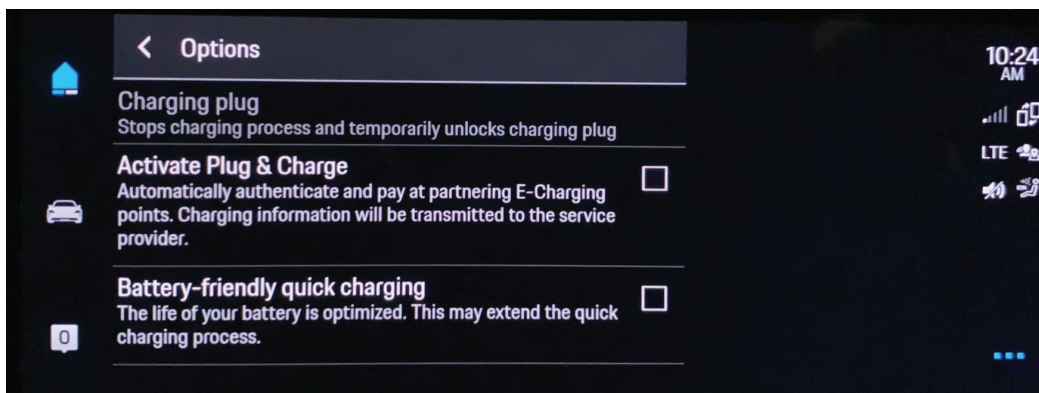 Options
10:24
AM
Charging plug
Stops charging process and temporarily unlocks charging plug
LTE
Activate Plug & Charge
Automatically authenticate and pay at partnering E-Charging
points. Charging information will be transmitted to the service
provider.
Battery-friendly quick charging
The life of your battery is optimized. This may extend the quick
charging process.
0